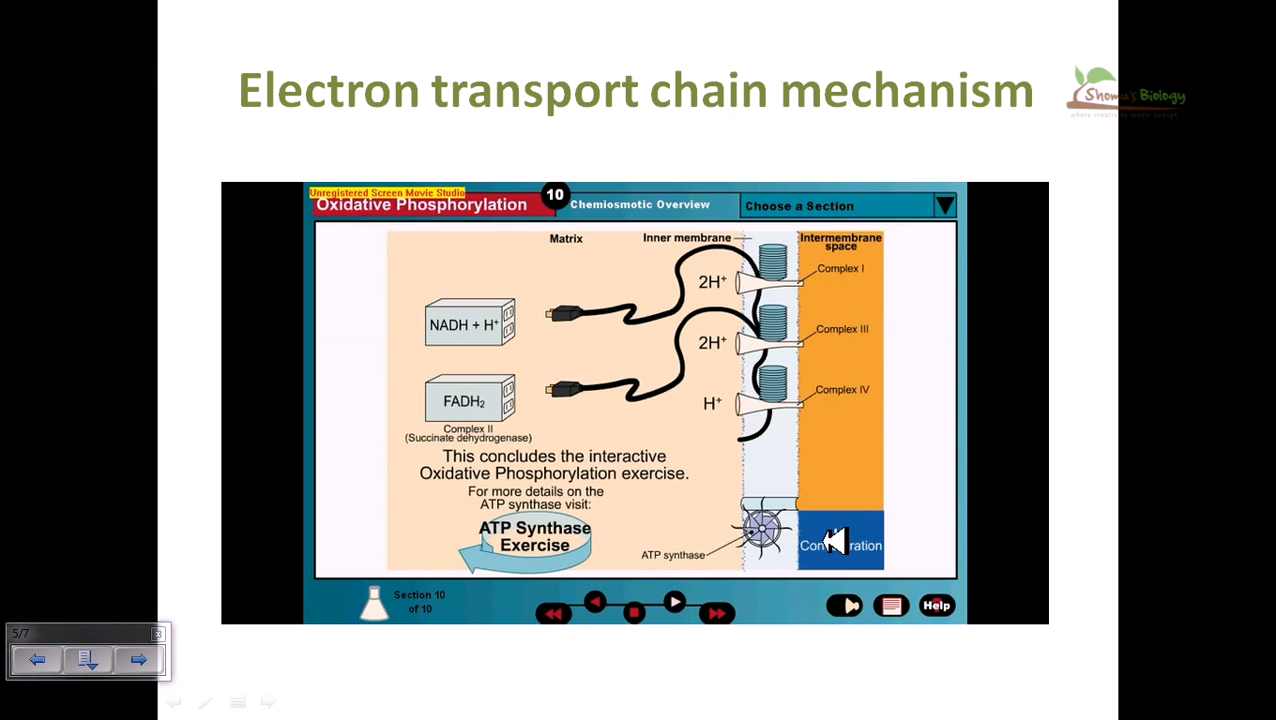 Electron transport chain mechanism
Shomu's Biology
Unregistered Screen Movie Studio
Oxidative Phosphorylation
10
Chemiosmotic Overview
Choose a Section
Matrix
Inner membrane
Intermembrane
space
Complex I
2H⁺
NADH + H⁺
Complex III
2H⁺
Complex IV
FADH₂
H⁺
Complex II
(Succinate dehydrogenase)
This concludes the interactive
Oxidative Phosphorylation exercise.
For more details on the
ATP synthase visit:
ATP Synthase
Exercise
ATP synthase
Section 10
of 10
Help
5/7